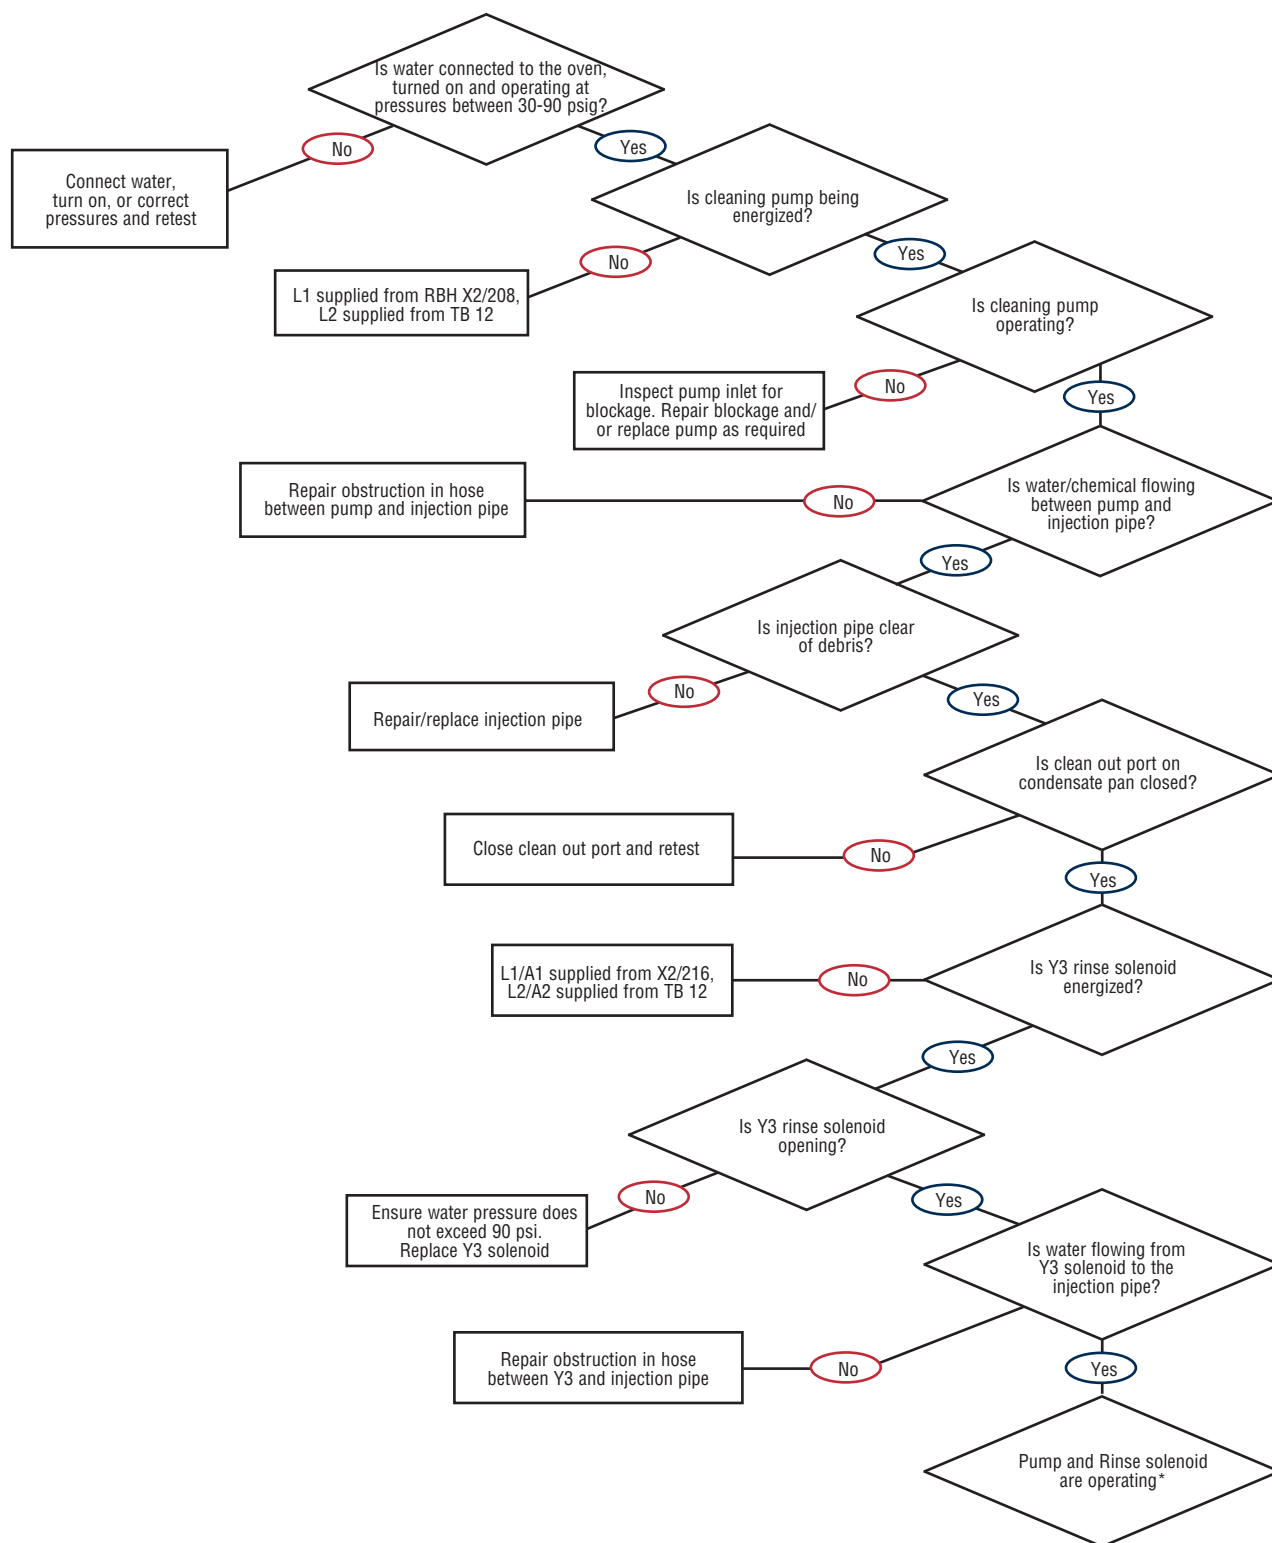 Is water connected to the oven,
turned on and operating at
pressures between 30-90 psig?
No
Yes
Connect water,
turn on, or correct
pressures and retest
Is cleaning pump being
energized?
No
Yes
L1 supplied from RBH X2/208,
L2 supplied from TB 12
Is cleaning pump
operating?
No
Yes
Inspect pump inlet for
blockage. Repair blockage and/
or replace pump as required
Is water/chemical flowing
between pump and
injection pipe?
No
Repair obstruction in hose
between pump and injection pipe
Yes
Is injection pipe clear
of debris?
No
Yes
Repair/replace injection pipe
Is clean out port on
condensate pan closed?
No
Close clean out port and retest
Yes
Is Y3 rinse solenoid
energized?
No
L1/A1 supplied from X2/216,
L2/A2 supplied from TB 12
Yes
Is Y3 rinse solenoid
opening?
No
Yes
Ensure water pressure does
not exceed 90 psi.
Replace Y3 solenoid
Is water flowing from
Y3 solenoid to the
injection pipe?
No
Repair obstruction in hose
between Y3 and injection pipe
Yes
Pump and Rinse solenoid
are operating*